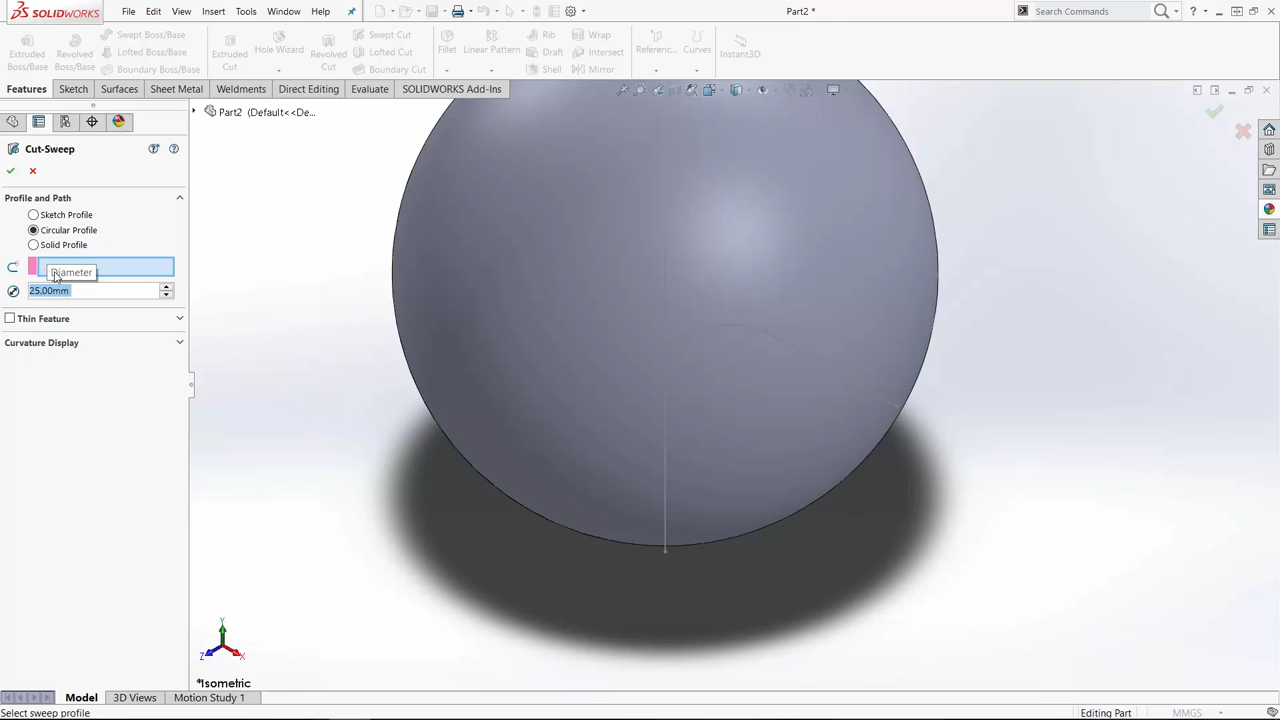 SOLIDWORKS File Edit View Insert Tools Window Help Part2 * Search Commands
Extruded Boss/Base
Revolved Boss/Base
Swept Boss/Base
Lofted Boss/Base
Boundary Boss/Base
Extruded Cut
Hole Wizard
Revolved Cut
Swept Cut
Lofted Cut
Boundary Cut
Fillet
Linear Pattern
Rib
Draft
Shell
Wrap
Intersect
Mirror
Referenc...
Curves
Instant3D
Features Sketch Surfaces Sheet Metal Weldments Direct Editing Evaluate SOLIDWORKS Add-Ins
Part2 (Default<<De...
Cut-Sweep
Profile and Path
Sketch Profile
Circular Profile
Solid Profile
Diameter
25.00mm
Thin Feature
Curvature Display
Y
Z
X
*Isometric
Model 3D Views Motion Study 1
Select sweep profile Editing Part MMGS